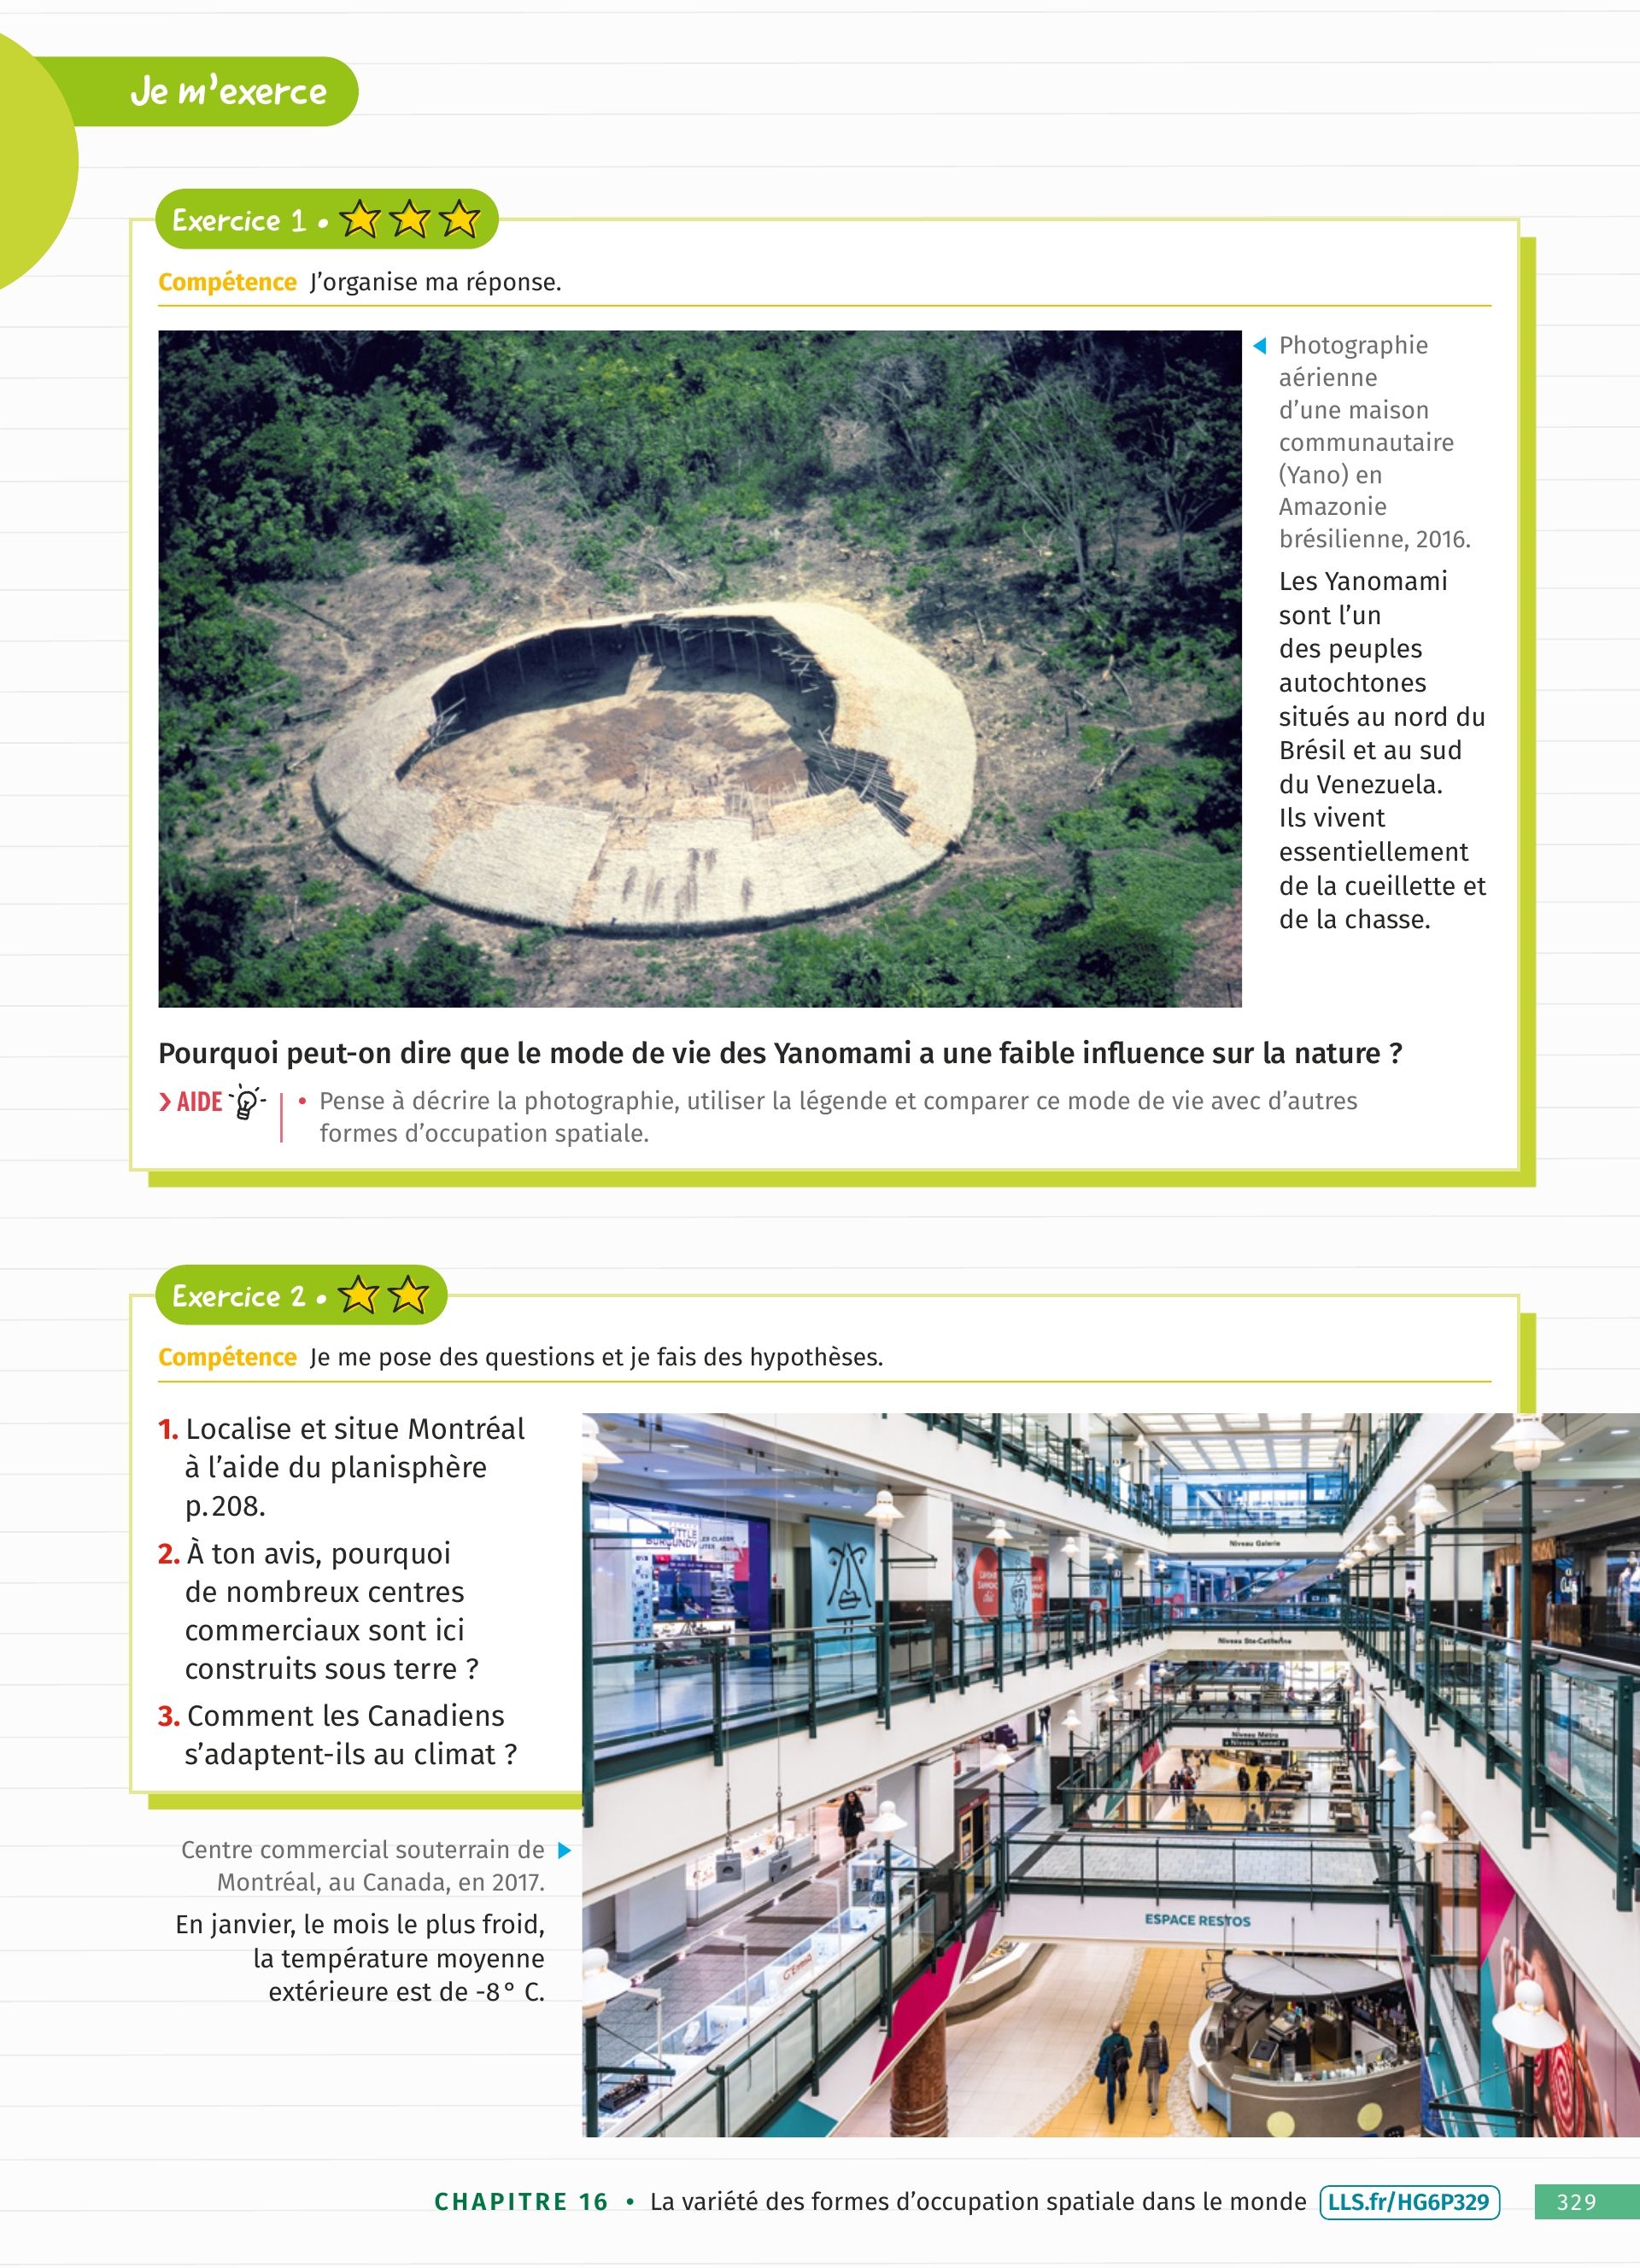 Je m'exerce
Exercice 1 •
Compétence J'organise ma réponse.
Photographie
aérienne
d'une maison
communautaire
(Yano) en
Amazonie
brésilienne, 2016.
Les Yanomami
sont l'un
des peuples
autochtones
situés au nord du
Brésil et au sud
du Venezuela.
Ils vivent
essentiellement
de la cueillette et
de la chasse.
Pourquoi peut-on dire que le mode de vie des Yanomami a une faible influence sur la nature ?
AIDE
• Pense à décrire la photographie, utiliser la légende et comparer ce mode de vie avec d'autres
formes d'occupation spatiale.
Exercice 2 •
Compétence Je me pose des questions et je fais des hypothèses.
1. Localise et situe Montréal
à l'aide du planisphère
p. 208.
2. À ton avis, pourquoi
de nombreux centres
commerciaux sont ici
construits sous terre ?
3. Comment les Canadiens
s'adaptent-ils au climat ?
Centre commercial souterrain de
Montréal, au Canada, en 2017.
En janvier, le mois le plus froid,
la température moyenne
extérieure est de -8° C.
Niveau Galerie
Niveau Ste-Catherine
Niveau Métro
Niveau Tunnel
ESPACE RESTOS
CHAPITRE 16 • La variété des formes d'occupation spatiale dans le monde LLS.fr/HG6P329 329